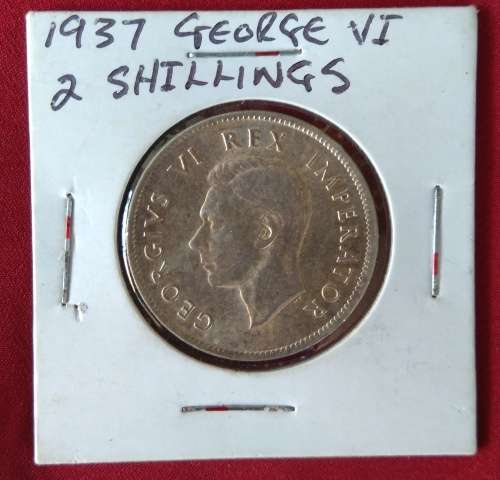 1937 GEORGE VI
2 SHILLINGS
GEORGIVS VI REX IMPERATOR